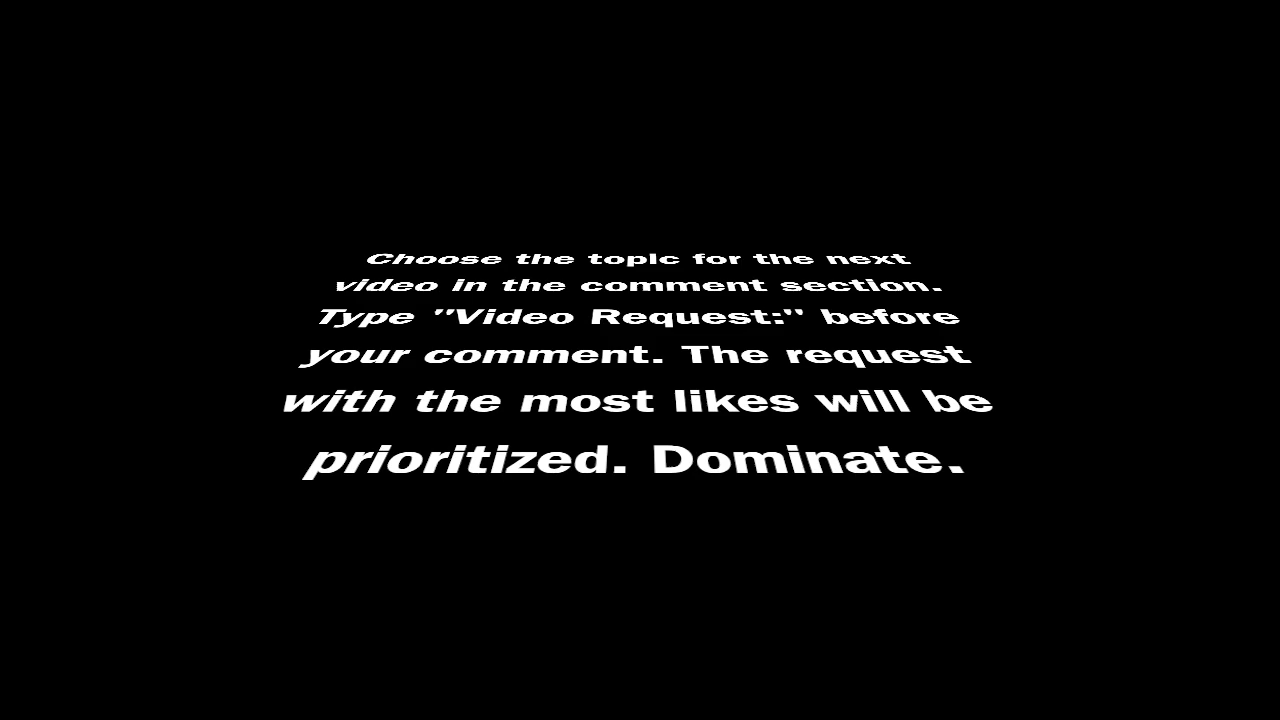 Choose the topic for the next
video in the comment section.
Type "Video Request:" before
your comment. The request
with the most likes will be
prioritized. Dominate.